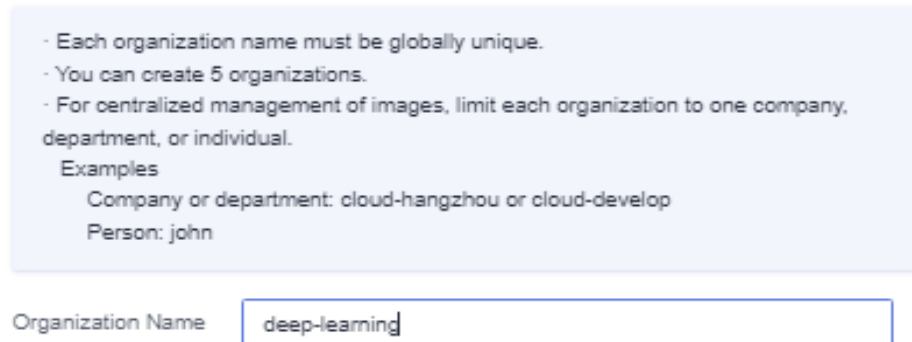 · Each organization name must be globally unique.
· You can create 5 organizations.
· For centralized management of images, limit each organization to one company,
department, or individual.
Examples
Company or department: cloud-hangzhou or cloud-develop
Person: john
Organization Name
deep-learning